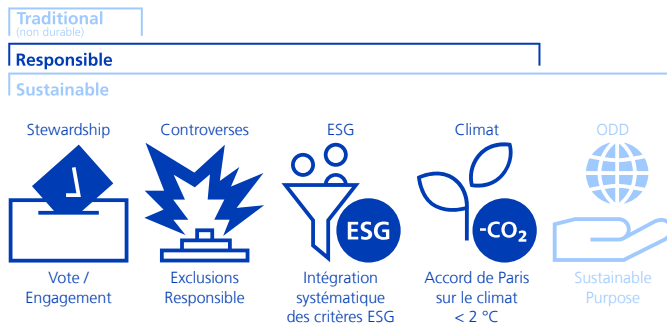 Traditional
(non durable)
Responsible
Sustainable
Stewardship
Controverses
ESG
Climat
ODD
ESG
-CO₂
Vote /
Engagement
Exclusions
Responsible
Intégration
systématique
des critères ESG
Accord de Paris
sur le climat
< 2 °C
Sustainable
Purpose